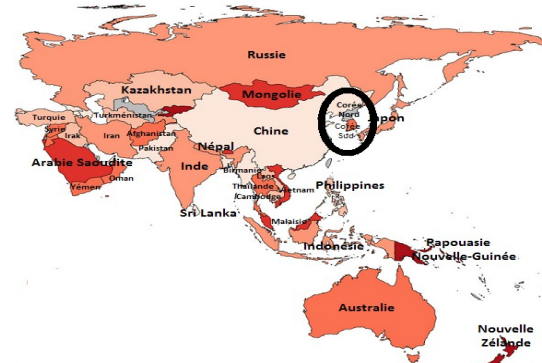 Russie
Kazakhstan
Mongolie
Corée
Nord
Turquie
Turkménistan
Japon
Syrie
Chine
Corée
Sud
Irak
Iran
Afghanistan
Népal
Pakistan
Arabie Saoudite
Inde
Birmanie
Laos
Oman
Yémen
Thaïlande
Vietnam
Philippines
Cambodge
Sri Lanka
Malaisie
Indonésie
Papouasie
Nouvelle-Guinée
Australie
Nouvelle
Zélande